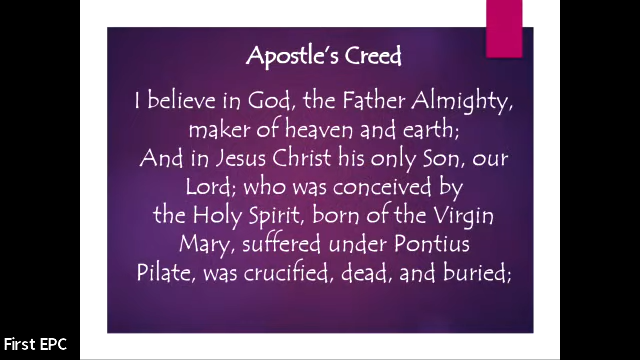 Apostle's Creed
I believe in God, the Father Almighty,
maker of heaven and earth;
And in Jesus Christ his only Son, our
Lord; who was conceived by
the Holy Spirit, born of the Virgin
Mary, suffered under Pontius
Pilate, was crucified, dead, and buried;
First EPC